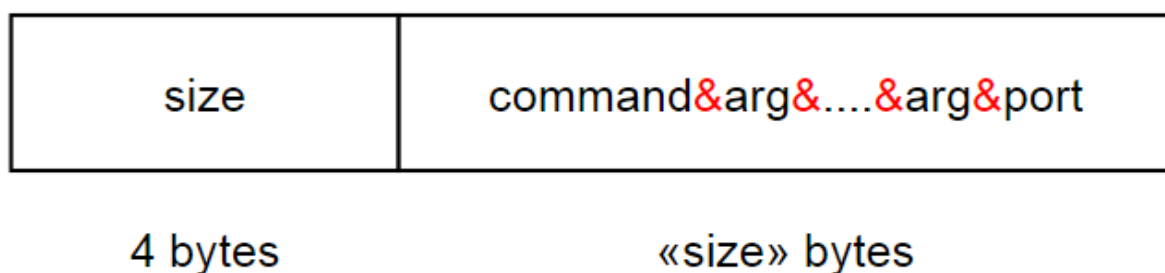 size command&arg&....&arg&port
4 bytes «size» bytes